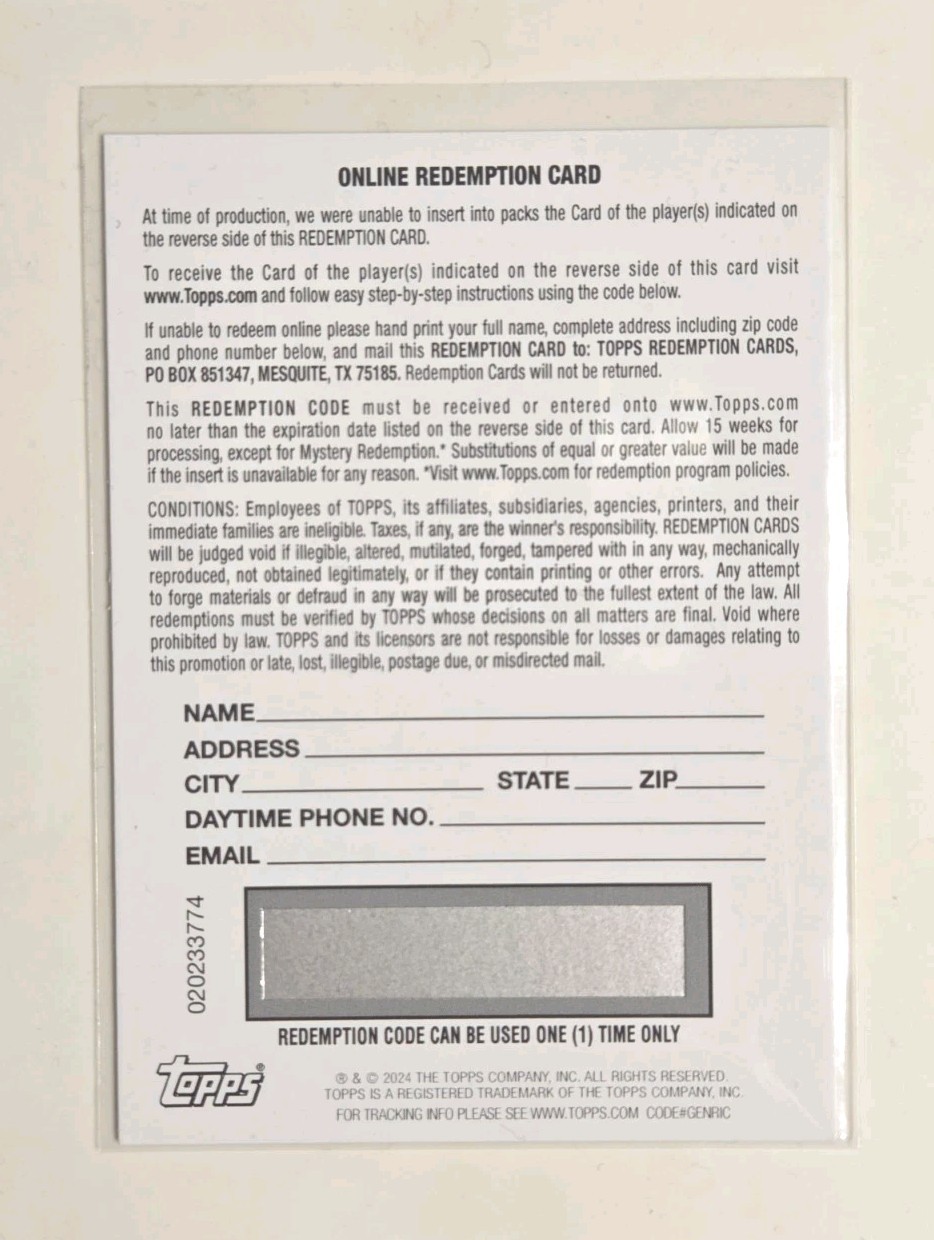 ONLINE REDEMPTION CARD
At time of production, we were unable to insert into packs the Card of the player(s) indicated on
the reverse side of this REDEMPTION CARD.
To receive the Card of the player(s) indicated on the reverse side of this card visit
www.Topps.com and follow easy step-by-step instructions using the code below.
If unable to redeem online please hand print your full name, complete address including zip code
and phone number below, and mail this REDEMPTION CARD to: TOPPS REDEMPTION CARDS,
PO BOX 851347, MESQUITE, TX 75185. Redemption Cards will not be returned.
This REDEMPTION CODE must be received or entered onto www.Topps.com
no later than the expiration date listed on the reverse side of this card. Allow 15 weeks for
processing, except for Mystery Redemption.* Substitutions of equal or greater value will be made
if the insert is unavailable for any reason. *Visit www.Topps.com for redemption program policies.
CONDITIONS: Employees of TOPPS, its affiliates, subsidiaries, agencies, printers, and their
immediate families are ineligible. Taxes, if any, are the winner's responsibility. REDEMPTION CARDS
will be judged void if illegible, altered, mutilated, forged, tampered with in any way, mechanically
reproduced, not obtained legitimately, or if they contain printing or other errors. Any attempt
to forge materials or defraud in any way will be prosecuted to the fullest extent of the law. All
redemptions must be verified by TOPPS whose decisions on all matters are final. Void where
prohibited by law. TOPPS and its licensors are not responsible for losses or damages relating to
this promotion or late, lost, illegible, postage due, or misdirected mail.
NAME
ADDRESS
CITY STATE ZIP
DAYTIME PHONE NO.
EMAIL
020233774
REDEMPTION CODE CAN BE USED ONE (1) TIME ONLY
Topps®
® & © 2024 THE TOPPS COMPANY, INC. ALL RIGHTS RESERVED.
TOPPS IS A REGISTERED TRADEMARK OF THE TOPPS COMPANY, INC.
FOR TRACKING INFO PLEASE SEE WWW.TOPPS.COM CODE#GENRIC